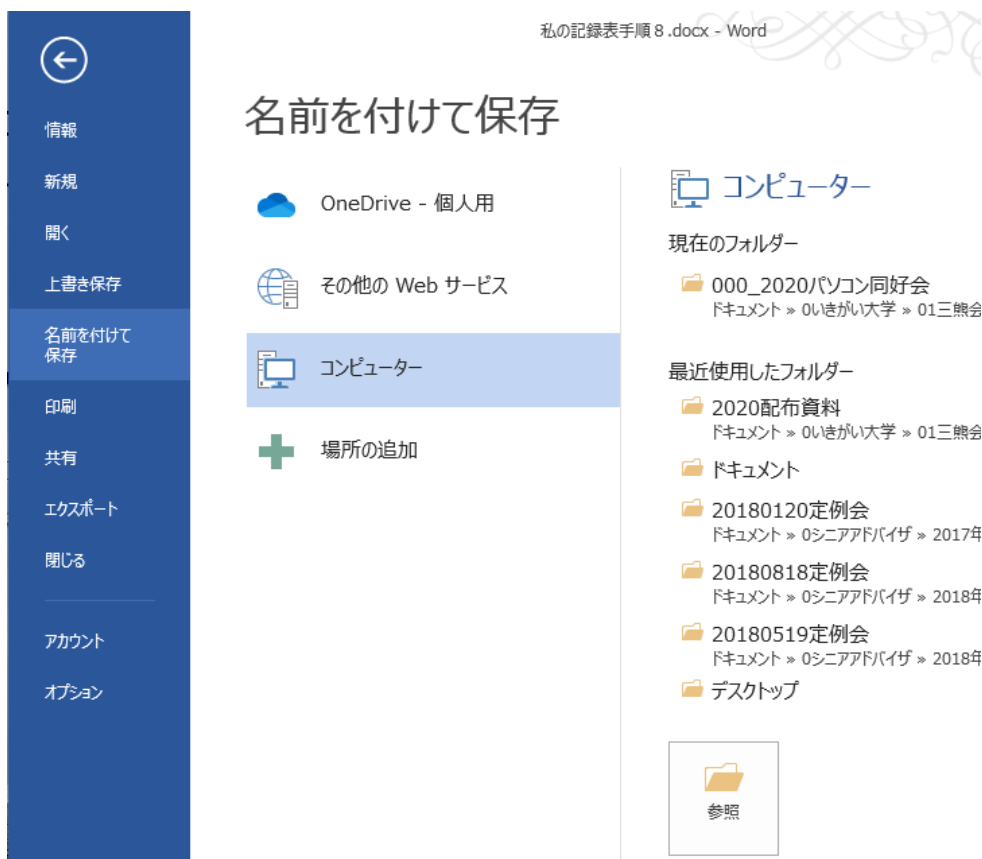 私の記録表手順８.docx - Word
情報
新規
開く
上書き保存
名前を付けて
保存
印刷
共有
エクスポート
閉じる
アカウント
オプション
名前を付けて保存
OneDrive - 個人用
その他の Web サービス
コンピューター
場所の追加
コンピューター
現在のフォルダー
000_2020パソコン同好会
ドキュメント » 0いきがい大学 » 01三熊会
最近使用したフォルダー
2020配布資料
ドキュメント » 0いきがい大学 » 01三熊会
ドキュメント
20180120定例会
ドキュメント » 0シニアアドバイザ » 2017年
20180818定例会
ドキュメント » 0シニアアドバイザ » 2018年
20180519定例会
ドキュメント » 0シニアアドバイザ » 2018年
デスクトップ
参照